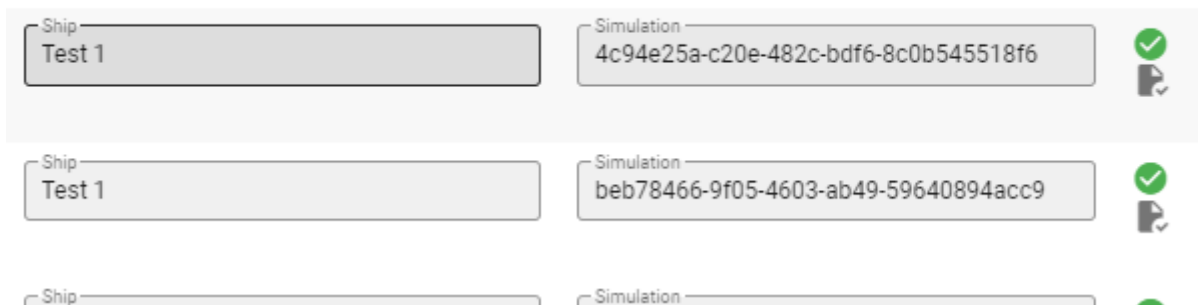 Ship
Simulation
Test 1
4c94e25a-c20e-482c-bdf6-8c0b545518f6
Ship
Simulation
Test 1
beb78466-9f05-4603-ab49-59640894acc9
Ship
Simulation